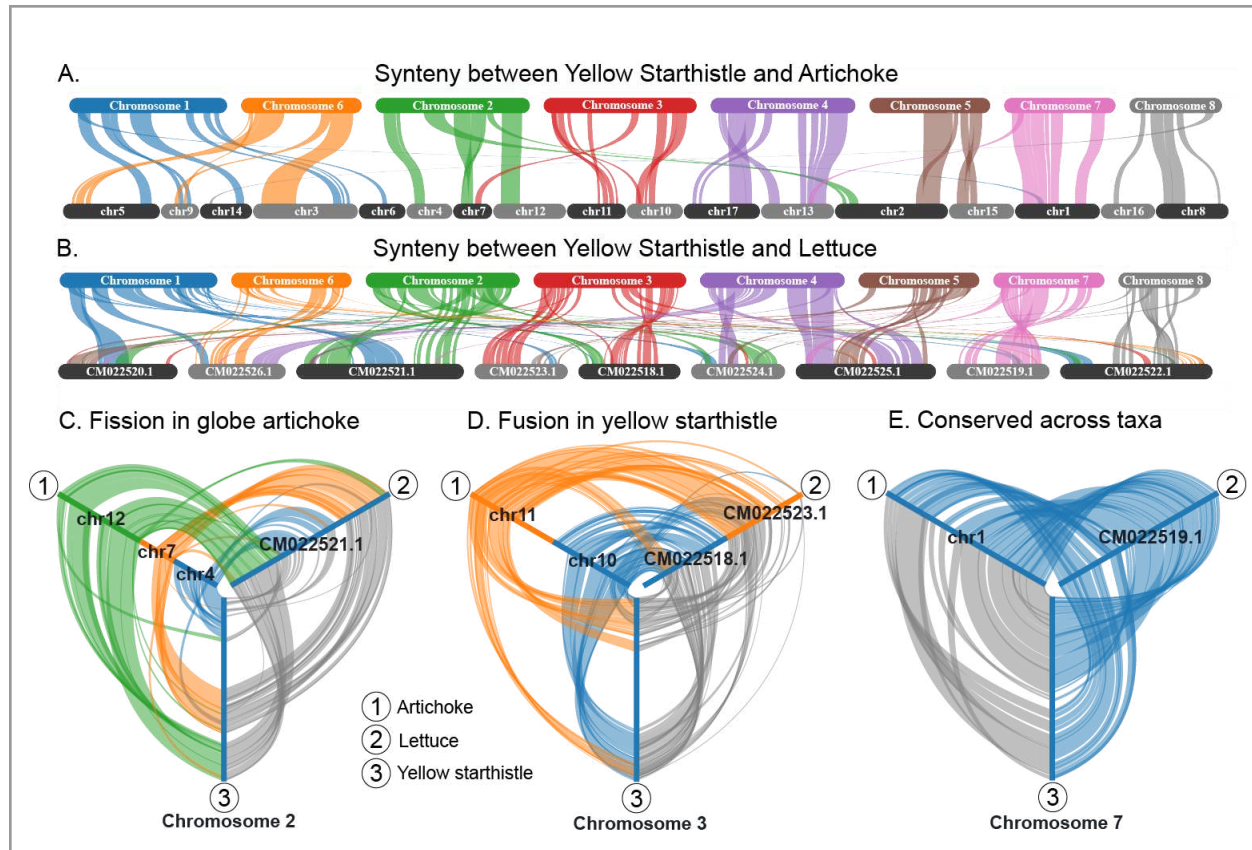 A. Synteny between Yellow Starthistle and Artichoke
Chromosome 1 Chromosome 6 Chromosome 2 Chromosome 3 Chromosome 4 Chromosome 5 Chromosome 7 Chromosome 8
chr5 chr9 chr14 chr3 chr6 chr4 chr7 chr12 chr11 chr10 chr17 chr13 chr2 chr15 chr1 chr16 chr8
B. Synteny between Yellow Starthistle and Lettuce
Chromosome 1 Chromosome 6 Chromosome 2 Chromosome 3 Chromosome 4 Chromosome 5 Chromosome 7 Chromosome 8
CM022520.1 CM022526.1 CM022521.1 CM022523.1 CM022518.1 CM022524.1 CM022525.1 CM022519.1 CM022522.1
C. Fission in globe artichoke
1
2
chr12
chr7
chr4
CM022521.1
3
Chromosome 2
D. Fusion in yellow starthistle
1
2
chr11
chr10
CM022523.1
CM022518.1
3
Chromosome 3
1 Artichoke
2 Lettuce
3 Yellow starthistle
E. Conserved across taxa
1
2
chr1
CM022519.1
3
Chromosome 7